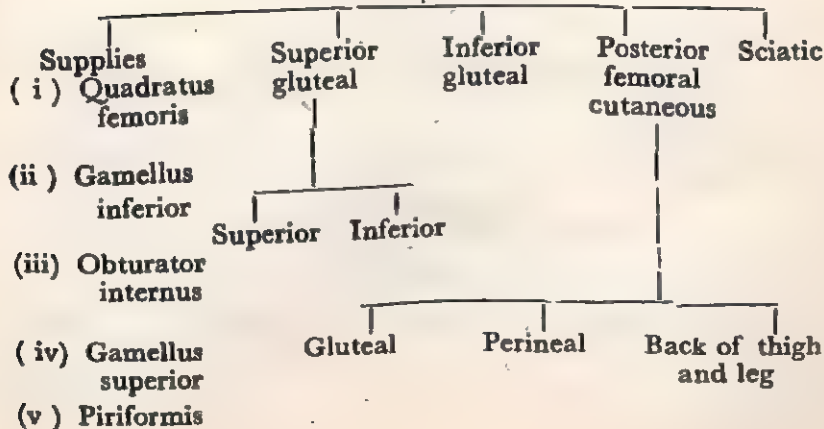 Supplies
( i ) Quadratus
femoris
(ii ) Gamellus
inferior
(iii) Obturator
internus
( iv) Gamellus
superior
(v ) Piriformis
Superior
gluteal
Superior Inferior
Inferior
gluteal
Posterior
femoral
cutaneous
Gluteal Perineal Back of thigh
and leg
Sciatic